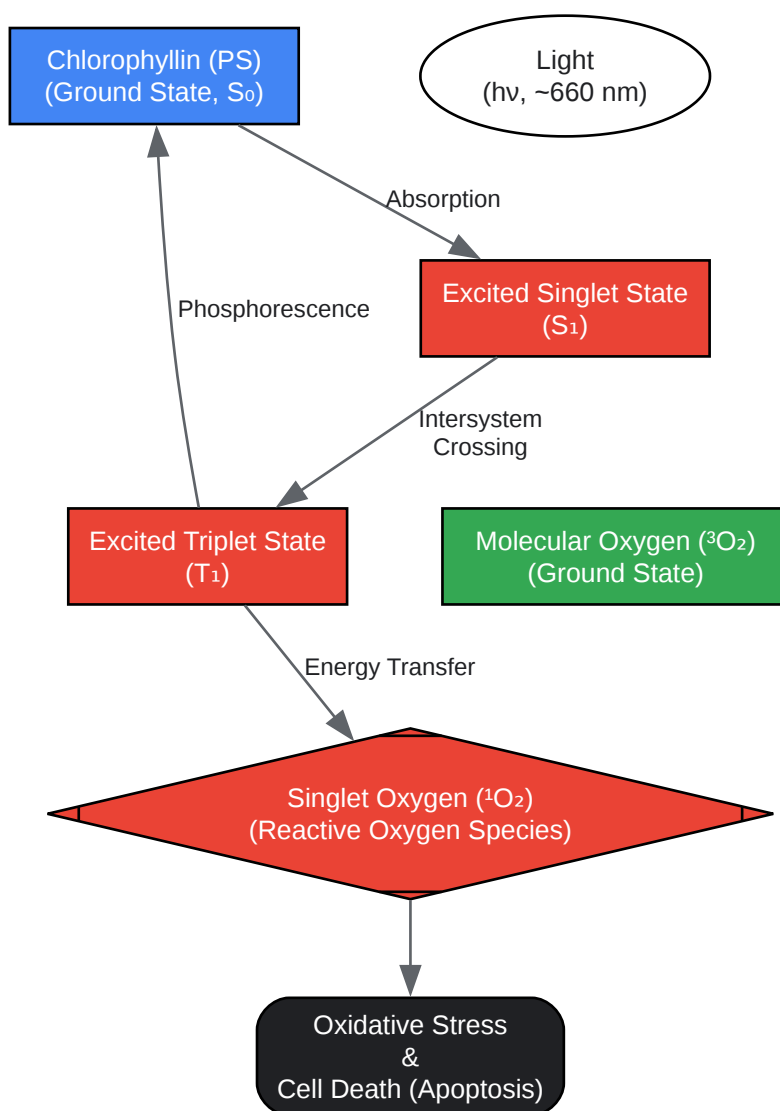 Chlorophyllin (PS)
(Ground State, S₀)
Light
(hν, ~660 nm)
Absorption
Excited Singlet State
(S₁)
Phosphorescence
Intersystem
Crossing
Excited Triplet State
(T₁)
Molecular Oxygen (³O₂)
(Ground State)
Energy Transfer
Singlet Oxygen (¹O₂)
(Reactive Oxygen Species)
Oxidative Stress
&
Cell Death (Apoptosis)